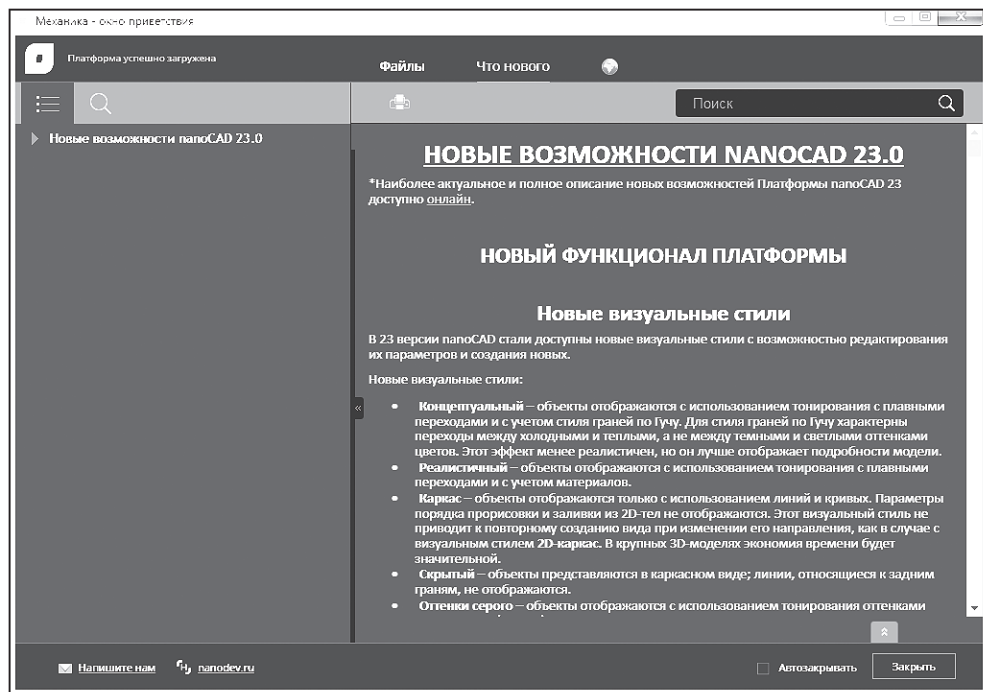 Механика - окно приветствия
Платформа успешно загружена
Файлы
Что нового
Поиск
Новые возможности nanoCAD 23.0
НОВЫЕ ВОЗМОЖНОСТИ NANOCAD 23.0
*Наиболее актуальное и полное описание новых возможностей Платформы nanoCAD 23
доступно онлайн.
НОВЫЙ ФУНКЦИОНАЛ ПЛАТФОРМЫ
Новые визуальные стили
В 23 версии nanoCAD стали доступны новые визуальные стили с возможностью редактирования
их параметров и создания новых.
Новые визуальные стили:
• Концептуальный – объекты отображаются с использованием тонирования с плавными
переходами и с учетом стиля граней по Гучу. Для стиля граней по Гучу характерны
переходы между холодными и теплыми, а не между темными и светлыми оттенками
цветов. Этот эффект менее реалистичен, но он лучше отображает подробности модели.
• Реалистичный – объекты отображаются с использованием тонирования с плавными
переходами и с учетом материалов.
• Каркас – объекты отображаются только с использованием линий и кривых. Параметры
порядка прорисовки и заливки из 2D-тел не отображаются. Этот визуальный стиль не
приводит к повторному созданию вида при изменении его направления, как в случае с
визуальным стилем 2D-каркас. В крупных 3D-моделях экономия времени будет
значительной.
• Скрытый – объекты представляются в каркасном виде; линии, относящиеся к задним
граням, не отображаются.
• Оттенки серого – объекты отображаются с использованием тонирования оттенками
Напишите нам
nanodev.ru
Автозакрывать
Закрыть